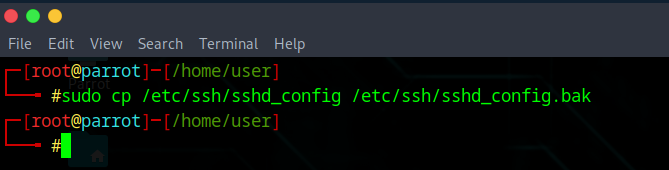 File Edit View Search Terminal Help
┌─[root@parrot]─[/home/user]
└──╼ #sudo cp /etc/ssh/sshd_config /etc/ssh/sshd_config.bak
┌─[root@parrot]─[/home/user]
└──╼ #